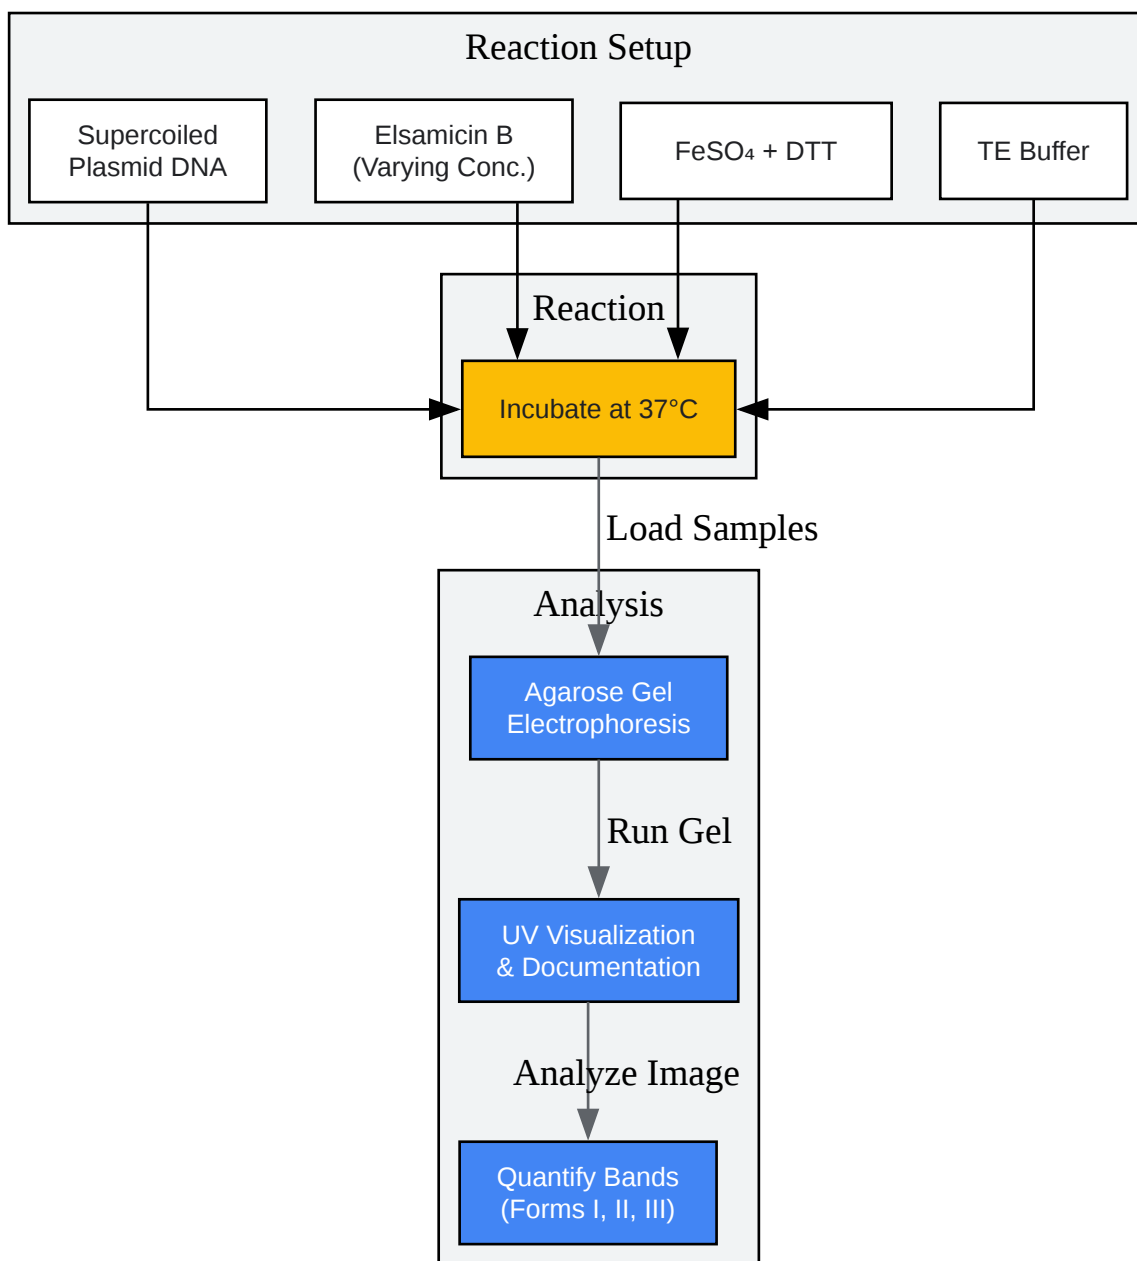 Reaction Setup
Supercoiled
Plasmid DNA
Elsamicin B
(Varying Conc.)
FeSO₄ + DTT
TE Buffer
Reaction
Incubate at 37°C
Load Samples
Analysis
Agarose Gel
Electrophoresis
Run Gel
UV Visualization
& Documentation
Analyze Image
Quantify Bands
(Forms I, II, III)